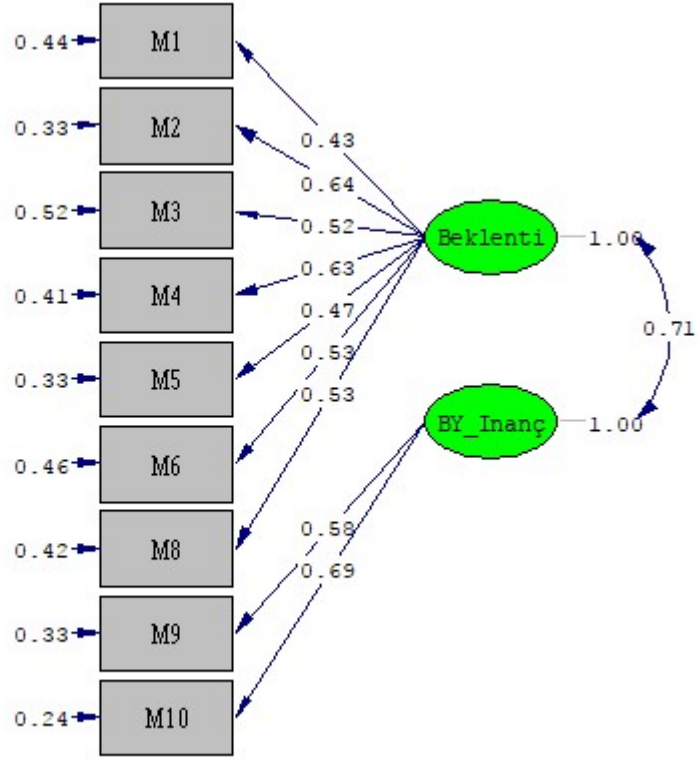 0.44 M1
0.33 M2
0.43
0.64
0.52 M3
0.52
Beklenti 1.00
0.41 M4
0.63
0.47
0.71
0.33 M5
0.53
0.53
BY_Inanç 1.00
0.46 M6
0.42 M8
0.58
0.69
0.33 M9
0.24 M10